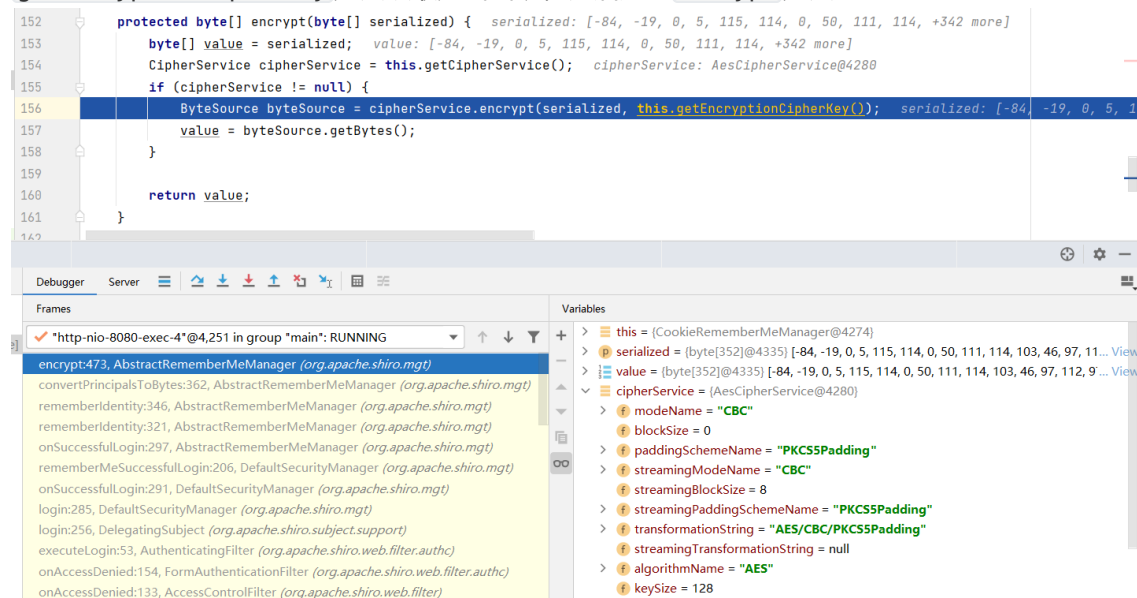 152 protected byte[] encrypt(byte[] serialized) { serialized: [-84, -19, 0, 5, 115, 114, 0, 50, 111, 114, +342 more]
153 byte[] value = serialized; value: [-84, -19, 0, 5, 115, 114, 0, 50, 111, 114, +342 more]
154 CipherService cipherService = this.getCipherService(); cipherService: AesCipherService@4280
155 if (cipherService != null) {
156 ByteSource byteSource = cipherService.encrypt(serialized, this.getEncryptionCipherKey()); serialized: [-84, -19, 0, 5, 1
157 value = byteSource.getBytes();
158 }
159
160 return value;
161 }
162
Debugger Server
Frames Variables
"http-nio-8080-exec-4"@4,251 in group "main": RUNNING
encrypt:473, AbstractRememberMeManager (org.apache.shiro.mgt)
convertPrincipalsToBytes:362, AbstractRememberMeManager (org.apache.shiro.mgt)
rememberIdentity:346, AbstractRememberMeManager (org.apache.shiro.mgt)
rememberIdentity:321, AbstractRememberMeManager (org.apache.shiro.mgt)
onSuccessfulLogin:297, AbstractRememberMeManager (org.apache.shiro.mgt)
rememberMeSuccessfulLogin:206, DefaultSecurityManager (org.apache.shiro.mgt)
onSuccessfulLogin:291, DefaultSecurityManager (org.apache.shiro.mgt)
login:285, DefaultSecurityManager (org.apache.shiro.mgt)
login:256, DelegatingSubject (org.apache.shiro.subject.support)
executeLogin:53, AuthenticatingFilter (org.apache.shiro.web.filter.authc)
onAccessDenied:154, FormAuthenticationFilter (org.apache.shiro.web.filter.authc)
onAccessDenied:133, AccessControlFilter (org.apache.shiro.web.filter)
this = {CookieRememberMeManager@4274}
p serialized = {byte[352]@4335} [-84, -19, 0, 5, 115, 114, 0, 50, 111, 114, 103, 46, 97, 11... View
value = {byte[352]@4335} [-84, -19, 0, 5, 115, 114, 0, 50, 111, 114, 103, 46, 97, 112, 9... View
cipherService = {AesCipherService@4280}
f modeName = "CBC"
f blockSize = 0
f paddingSchemeName = "PKCS5Padding"
f streamingModeName = "CBC"
f streamingBlockSize = 8
f streamingPaddingSchemeName = "PKCS5Padding"
f transformationString = "AES/CBC/PKCS5Padding"
f streamingTransformationString = null
f algorithmName = "AES"
f keySize = 128